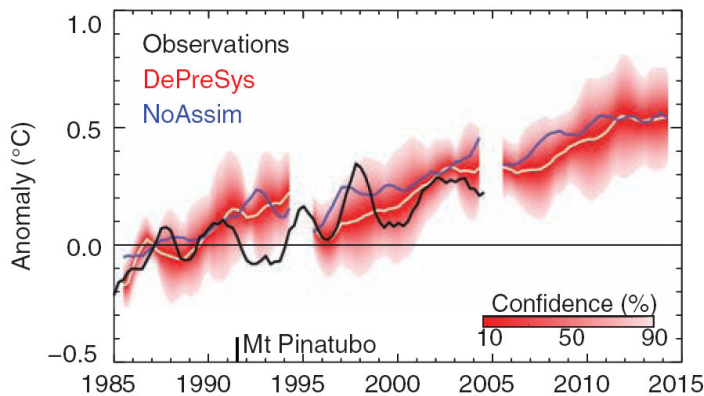 1.0
Observations
DePreSys
NoAssim
0.5
Anomaly (°C)
0.0
Confidence (%)
10 50 90
Mt Pinatubo
−0.5
1985 1990 1995 2000 2005 2010 2015